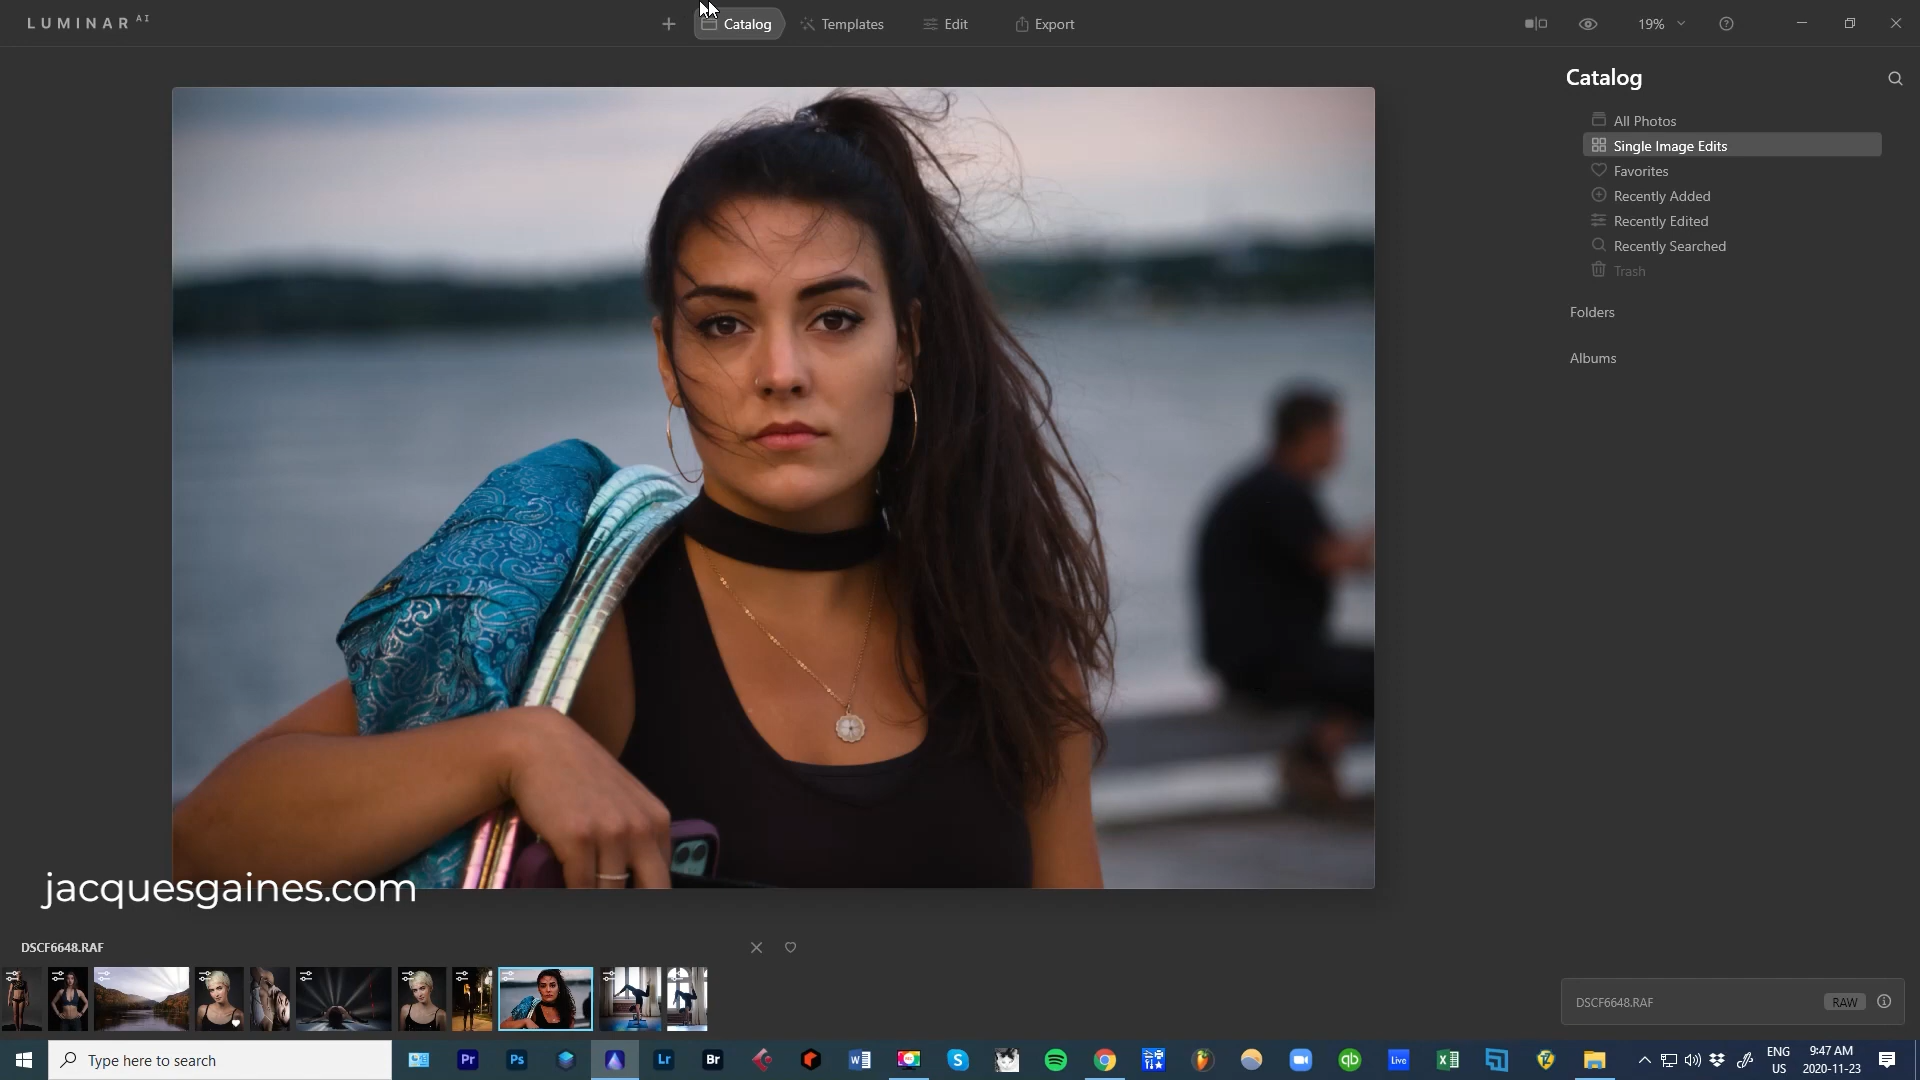 LUMINAR AI
Catalog
Templates
Edit
Export
19%
Catalog
All Photos
Single Image Edits
Favorites
Recently Added
Recently Edited
Recently Searched
Trash
Folders
Albums
jacquesgaines.com
DSCF6648.RAF
DSCF6648.RAF
RAW
Type here to search
Pr
Ps
Lr
Br
Live
ENG
US
9:47 AM
2020-11-23